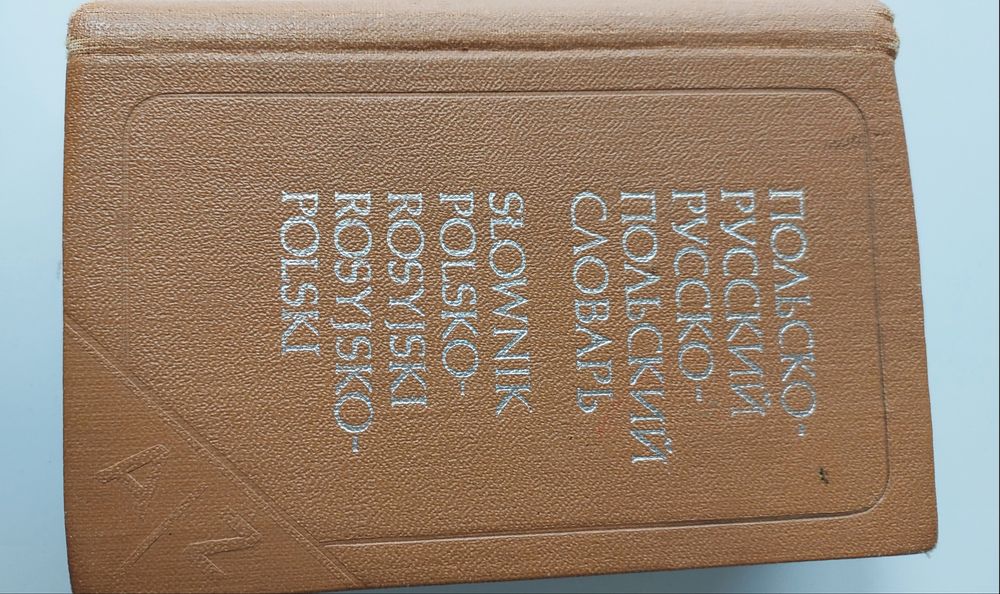 ПОЛЬСКО-
РУССКИЙ
РУССКО-
ПОЛЬСКИЙ
СЛОВАРЬ
SŁOWNIK
POLSKO-
ROSYJSKI
ROSYJSKO-
POLSKI
A/Z